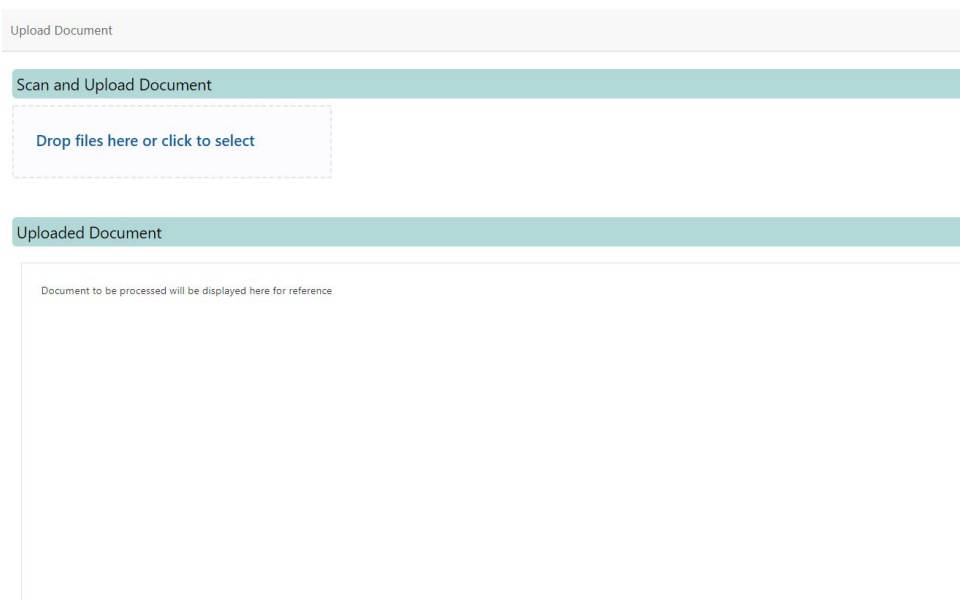 Upload Document
Scan and Upload Document
Drop files here or click to select
Uploaded Document
Document to be processed will be displayed here for reference